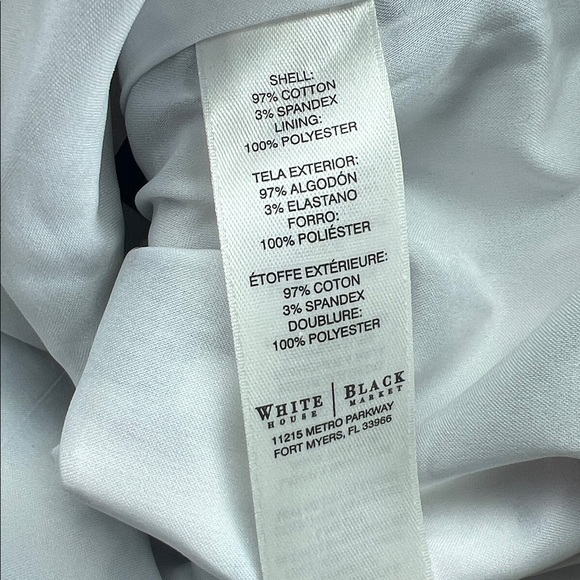 SHELL:
97% COTTON
3% SPANDEX
LINING:
100% POLYESTER
TELA EXTERIOR:
97% ALGODÓN
3% ELASTANO
FORRO:
100% POLIÉSTER
ÉTOFFE EXTÉRIEURE:
97% COTON
3% SPANDEX
DOUBLURE:
100% POLYESTER
WHITE | BLACK
HOUSE MARKET
11215 METRO PARKWAY
FORT MYERS, FL 33966